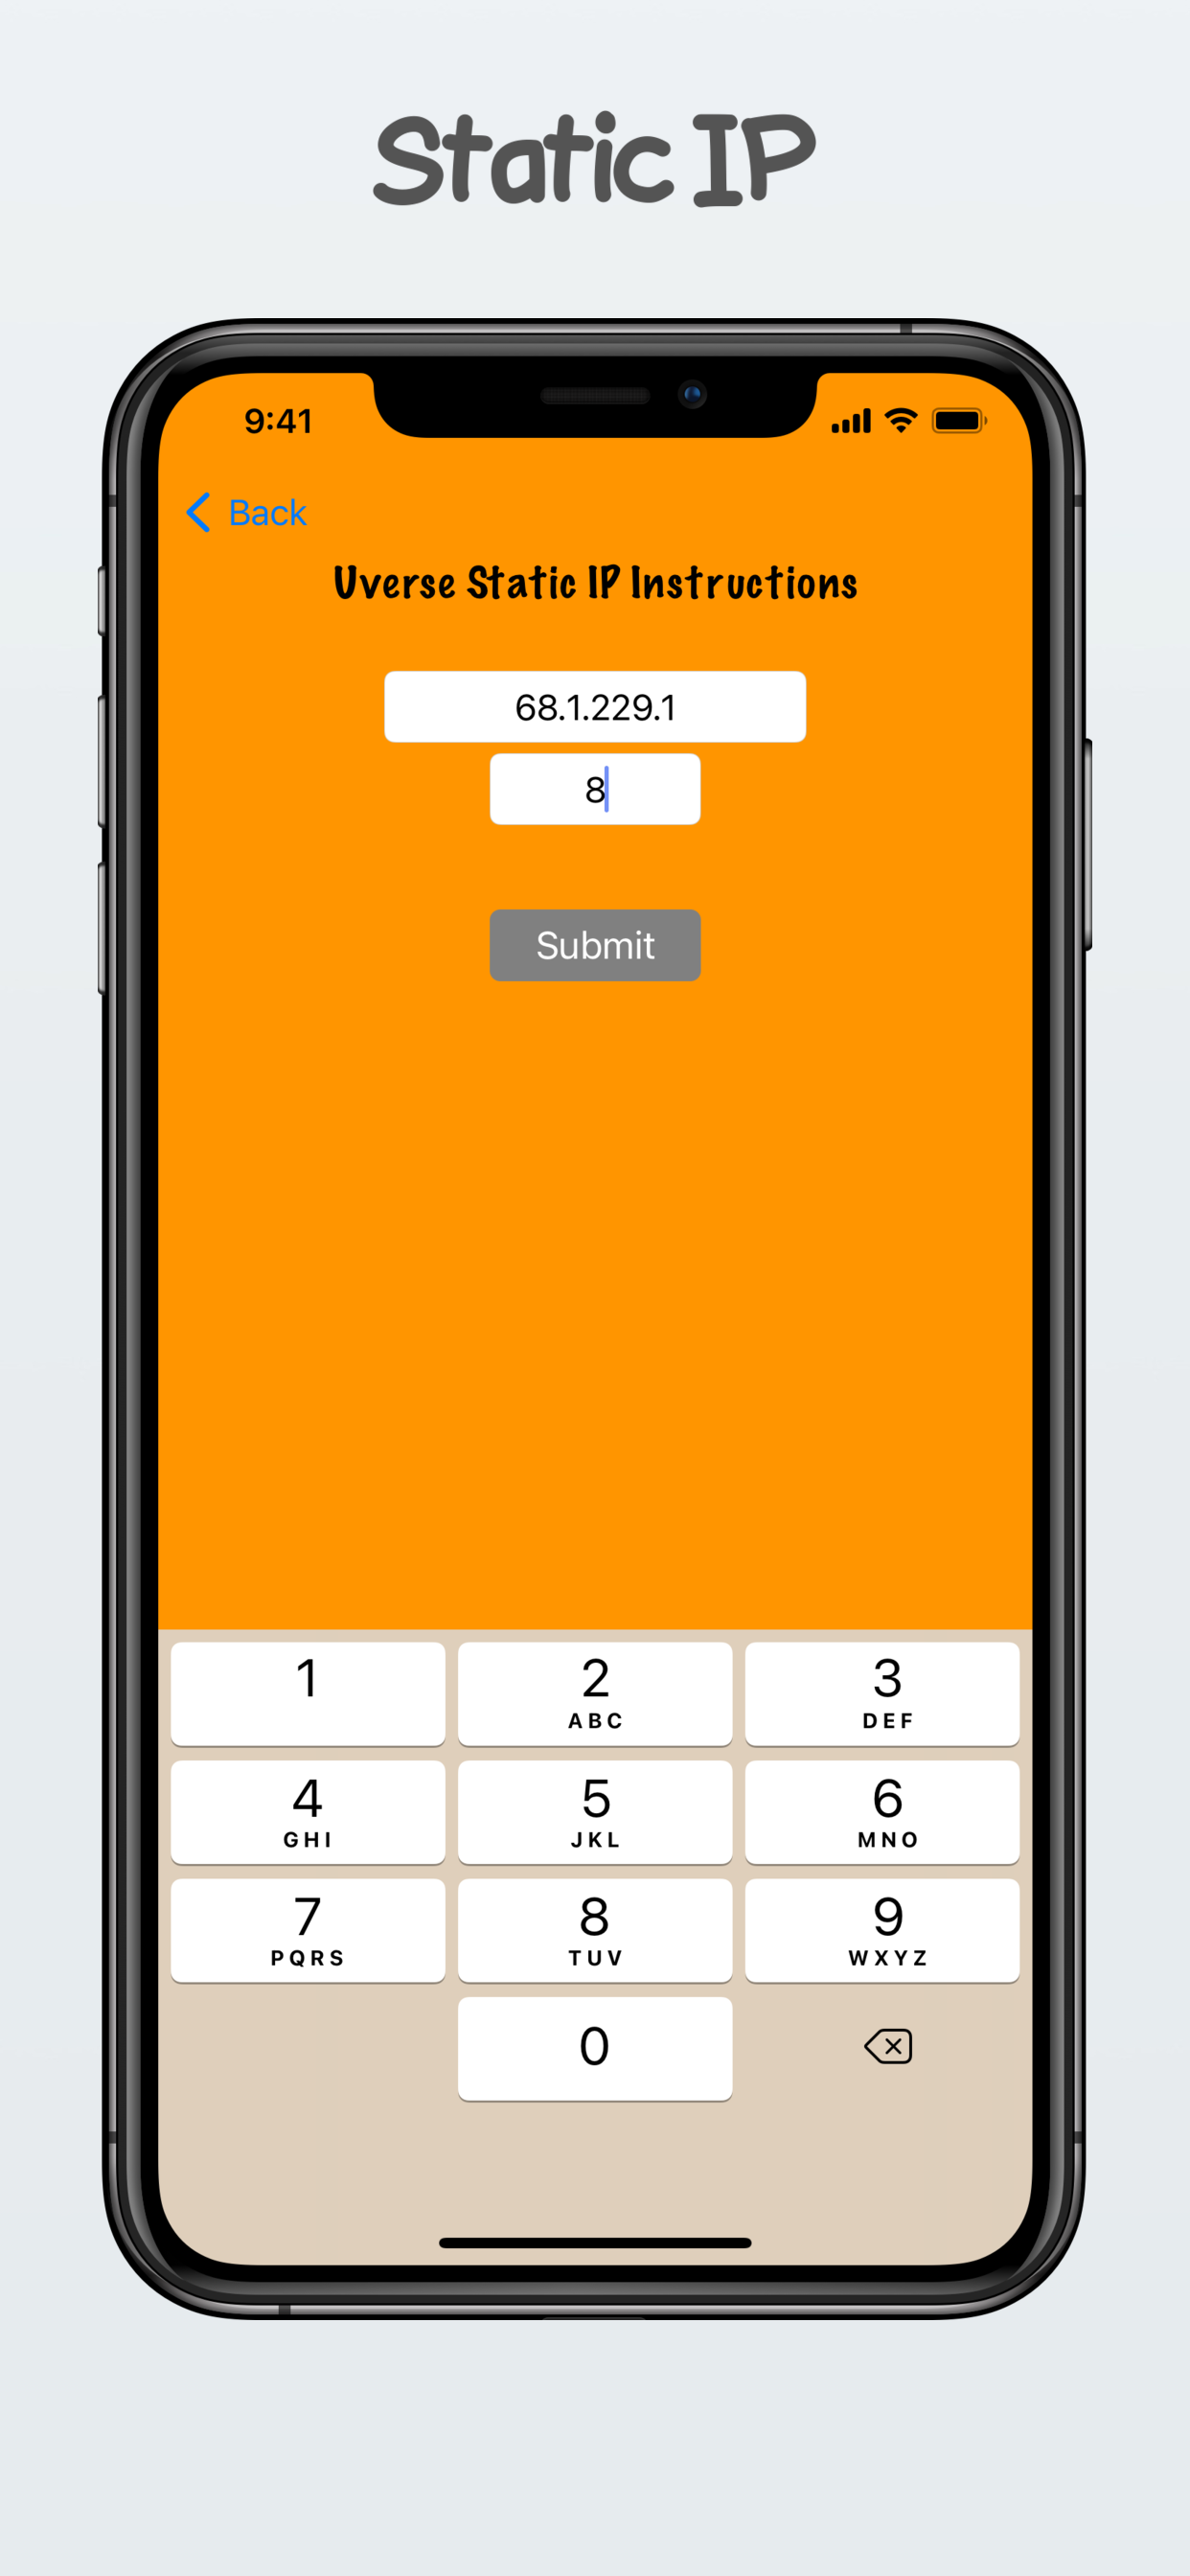 Static IP
9:41
Back
Uverse Static IP Instructions
68.1.229.1
8
Submit
1 2 3
ABC DEF
4 5 6
GHI JKL MNO
7 8 9
PQRS TUV WXYZ
0